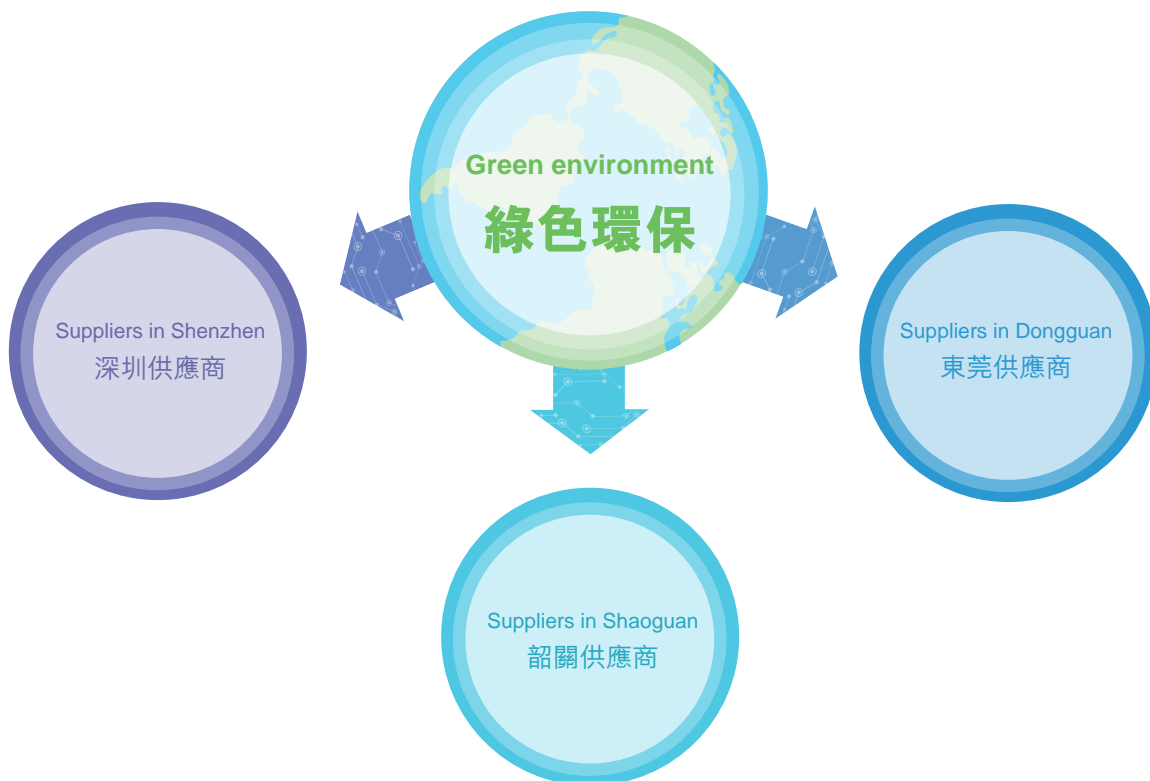 Green environment
綠色環保
Suppliers in Shenzhen
深圳供應商
Suppliers in Dongguan
東莞供應商
Suppliers in Shaoguan
韶關供應商